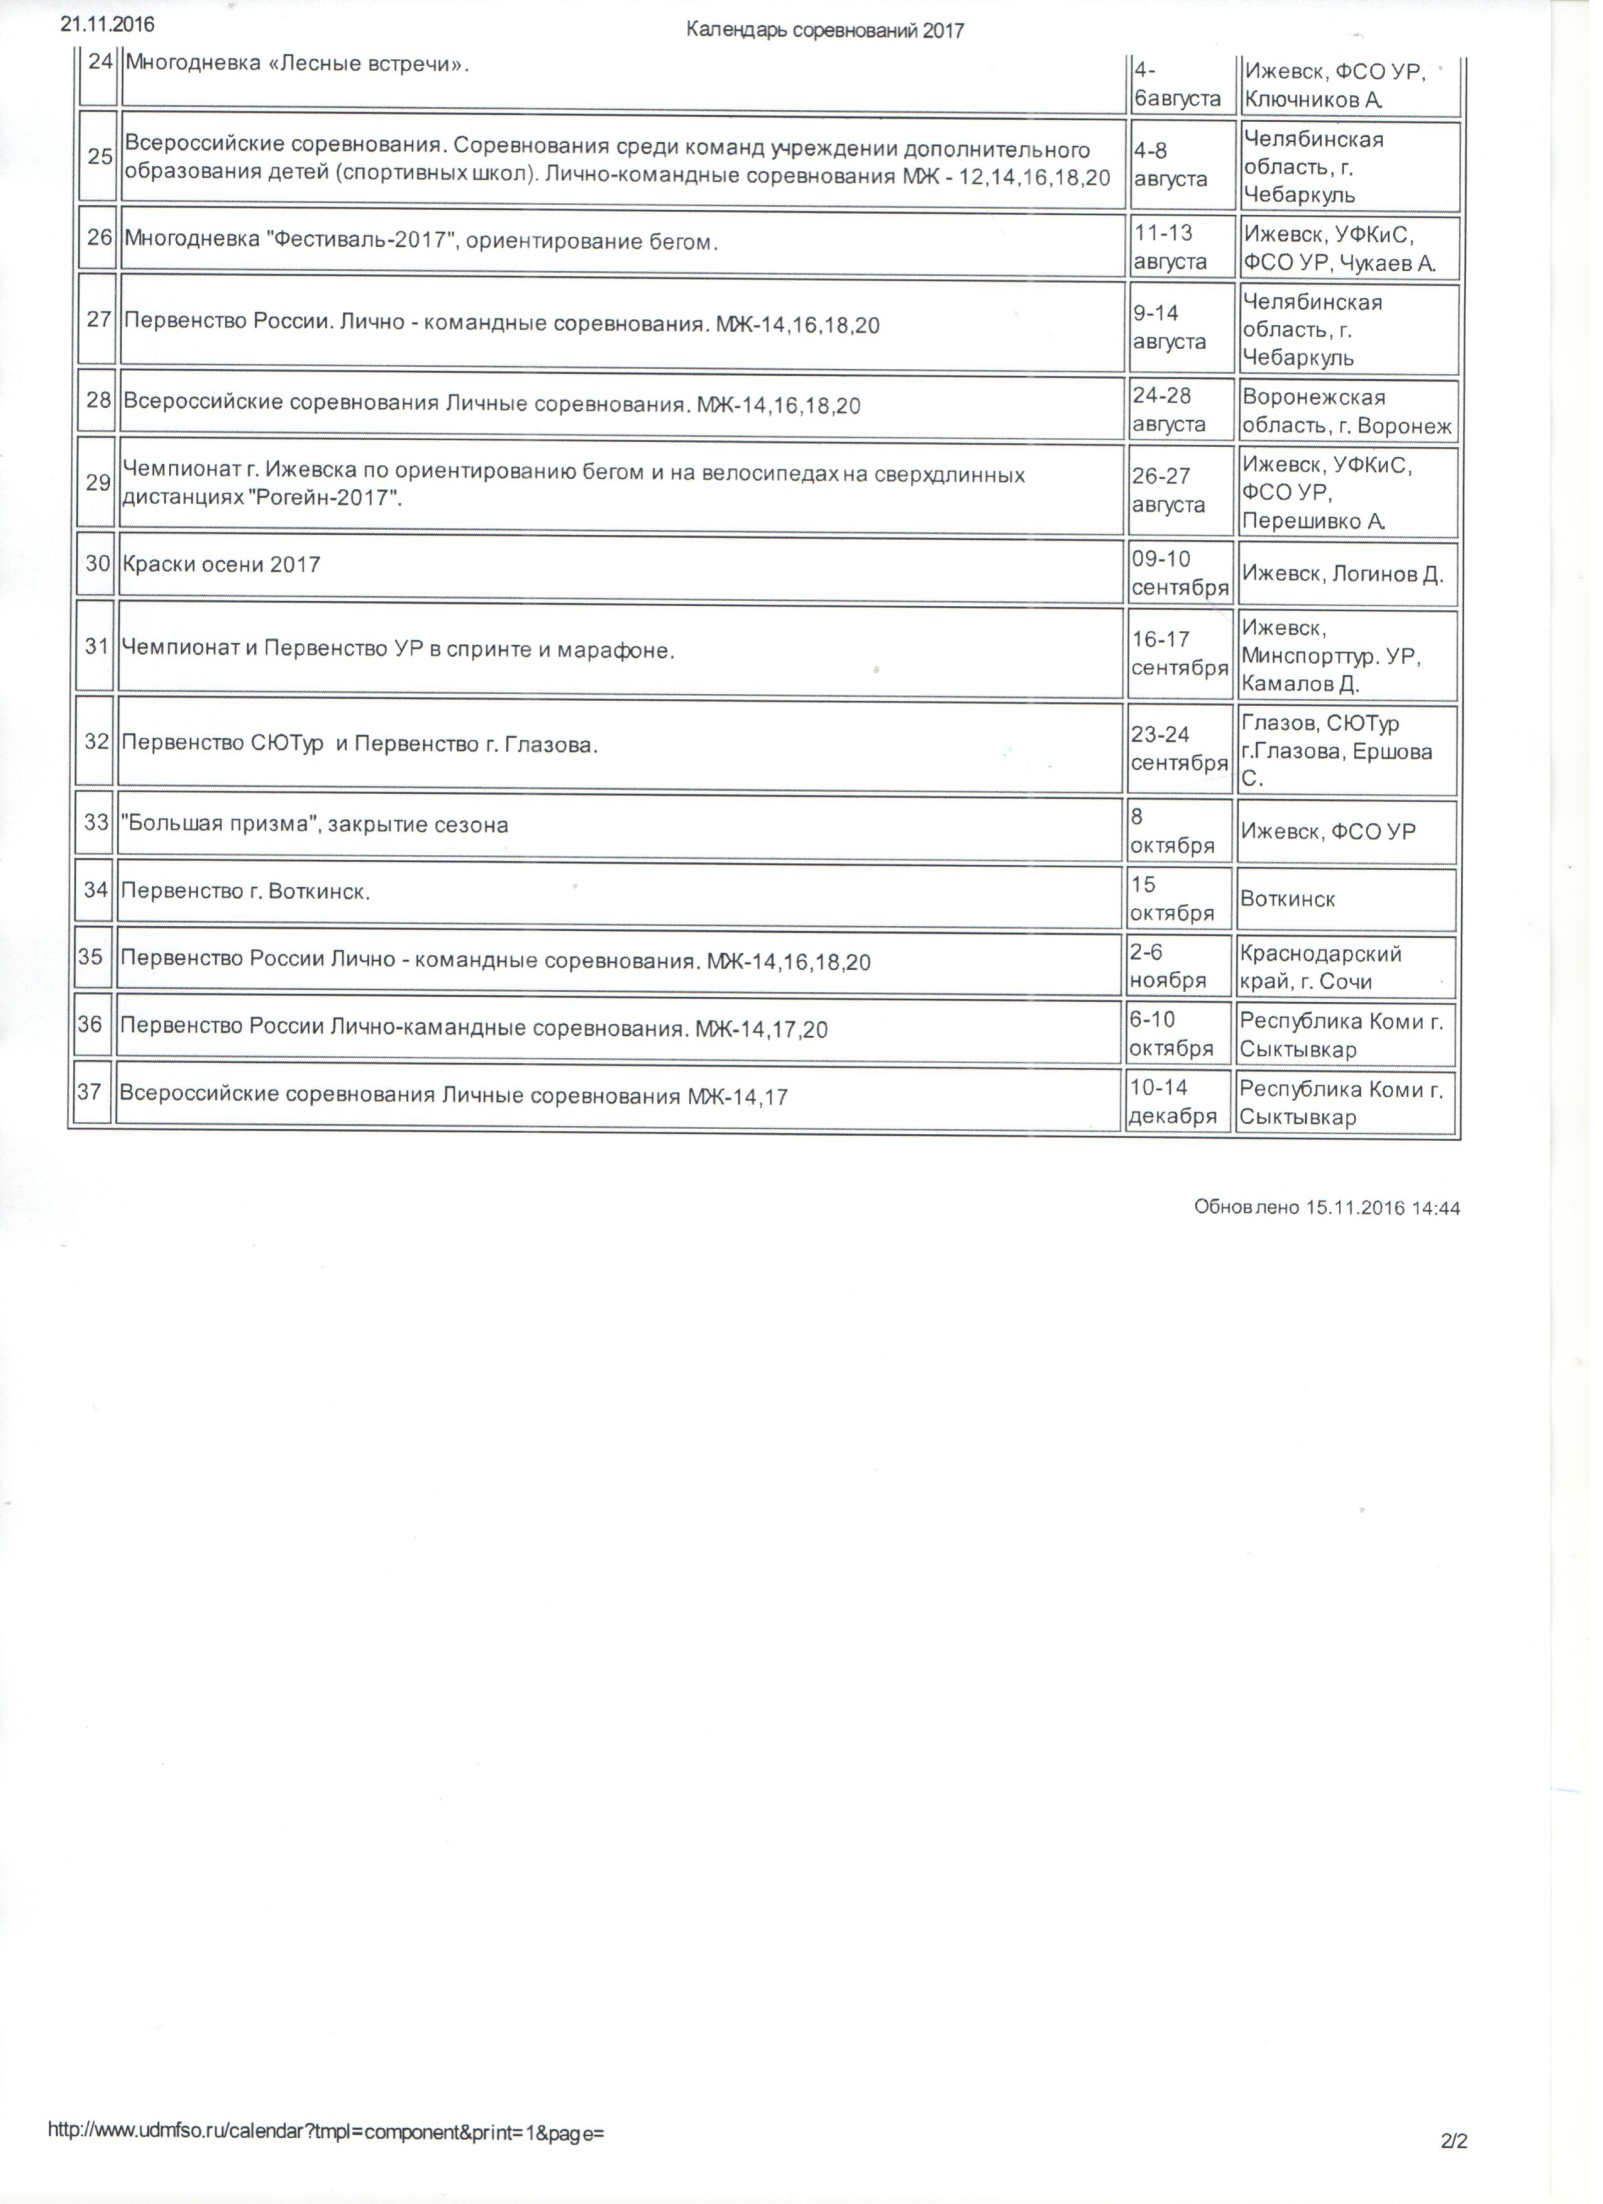 21.11.2016
Календарь соревнований 2017
24
Многодневка «Лесные встречи».
4-
6августа
Ижевск, ФСО УР,
Ключников А.
25
Всероссийские соревнования. Соревнования среди команд учреждении дополнительного
образования детей (спортивных школ). Лично-командные соревнования МЖ - 12,14,16,18,20
4-8
августа
Челябинская
область, г.
Чебаркуль
26
Многодневка "Фестиваль-2017", ориентирование бегом.
11-13
августа
Ижевск, УФКиС,
ФСО УР, Чукаев А.
27
Первенство России. Лично - командные соревнования. МЖ-14,16,18,20
9-14
августа
Челябинская
область, г.
Чебаркуль
28
Всероссийские соревнования Личные соревнования. МЖ-14,16,18,20
24-28
августа
Воронежская
область, г. Воронеж
29
Чемпионат г. Ижевска по ориентированию бегом и на велосипедах на сверхдлинных
дистанциях "Рогейн-2017".
26-27
августа
Ижевск, УФКиС,
ФСО УР,
Перешивко А.
30
Краски осени 2017
09-10
сентября
Ижевск, Логинов Д.
31
Чемпионат и Первенство УР в спринте и марафоне.
16-17
сентября
Ижевск,
Минспорттур. УР,
Камалов Д.
32
Первенство СЮТур и Первенство г. Глазова.
23-24
сентября
Глазов, СЮТур
г.Глазова, Ершова
С.
33
"Большая призма", закрытие сезона
8
октября
Ижевск, ФСО УР
34
Первенство г. Воткинск.
15
октября
Воткинск
35
Первенство России Лично - командные соревнования. МЖ-14,16,18,20
2-6
ноября
Краснодарский
край, г. Сочи
36
Первенство России Лично-камандные соревнования. МЖ-14,17,20
6-10
октября
Республика Коми г.
Сыктывкар
37
Всероссийские соревнования Личные соревнования МЖ-14,17
10-14
декабря
Республика Коми г.
Сыктывкар
Обновлено 15.11.2016 14:44
http://www.udmfso.ru/calendar?tmpl=component&print=1&page=
2/2